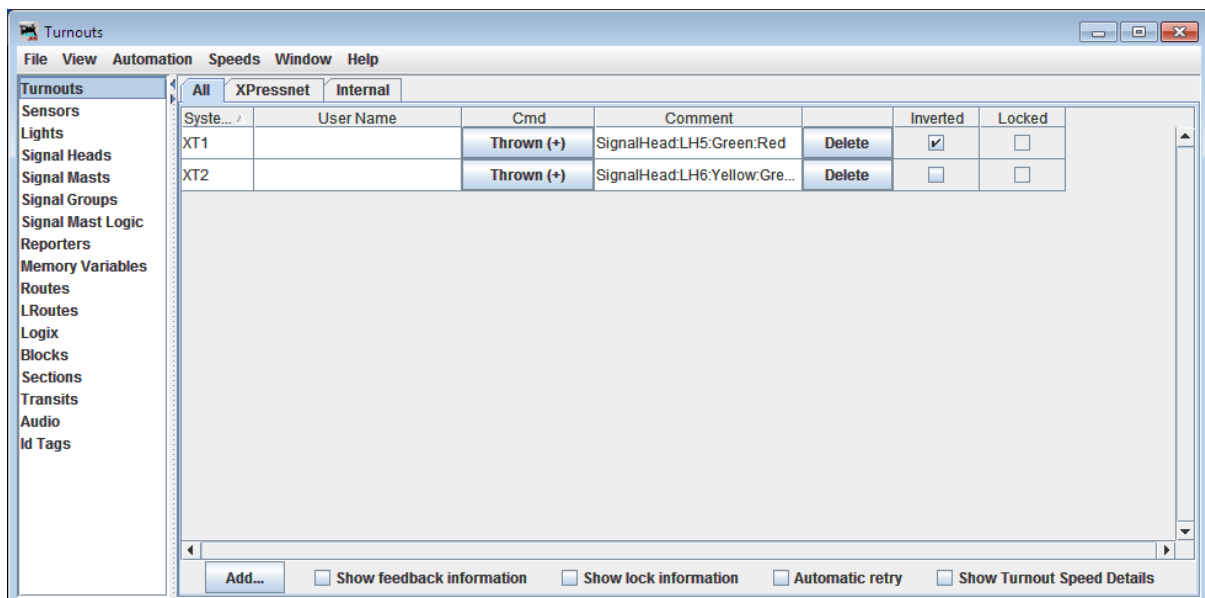 Turnouts
File View Automation Speeds Window Help
Turnouts
Sensors
Lights
Signal Heads
Signal Masts
Signal Groups
Signal Mast Logic
Reporters
Memory Variables
Routes
LRoutes
Logix
Blocks
Sections
Transits
Audio
Id Tags
All XPressnet Internal
Syste... User Name Cmd Comment Inverted Locked
XT1 Thrown (+) SignalHead:LH5:Green:Red Delete
XT2 Thrown (+) SignalHead:LH6:Yellow:Gre... Delete
Add... Show feedback information Show lock information Automatic retry Show Turnout Speed Details